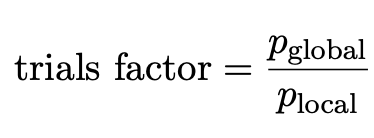 trials factor = p_global / p_local